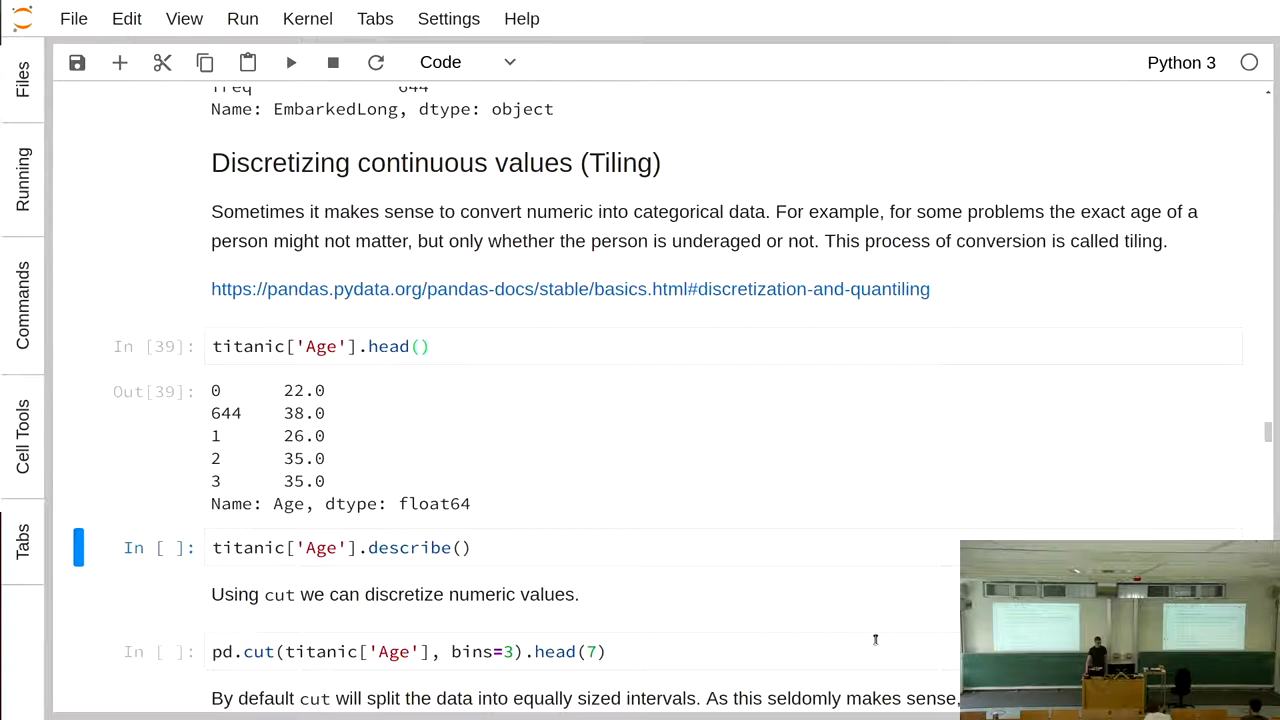 File Edit View Run Kernel Tabs Settings Help
Code
Python 3
Files
Running
Commands
Cell Tools
Tabs
freq 644
Name: EmbarkedLong, dtype: object
Discretizing continuous values (Tiling)
Sometimes it makes sense to convert numeric into categorical data. For example, for some problems the exact age of a
person might not matter, but only whether the person is underaged or not. This process of conversion is called tiling.
https://pandas.pydata.org/pandas-docs/stable/basics.html#discretization-and-quantiling
In [39]: titanic['Age'].head()
Out[39]: 0 22.0
644 38.0
1 26.0
2 35.0
3 35.0
Name: Age, dtype: float64
In [ ]: titanic['Age'].describe()
Using cut we can discretize numeric values.
In [ ]: pd.cut(titanic['Age'], bins=3).head(7)
By default cut will split the data into equally sized intervals. As this seldomly makes sense,